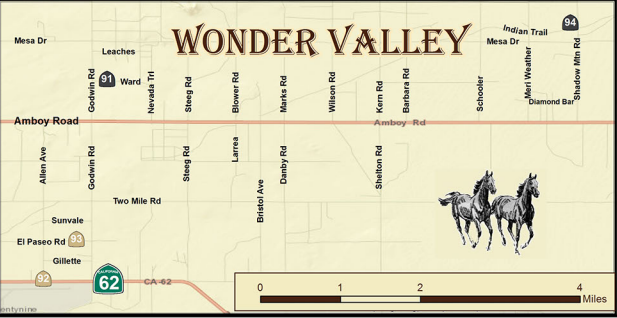 WONDER VALLEY
94
Indian Trail
Mesa Dr
Mesa Dr
Leaches
91
Ward
Godwin Rd
Nevada Trl
Steeg Rd
Blower Rd
Marks Rd
Wilson Rd
Kern Rd
Barbara Rd
Schooler
Meri Weather
Shadow Mtn Rd
Diamond Bar
Amboy Road
Amboy Rd
Allen Ave
Godwin Rd
Steeg Rd
Larrea
Bristol Ave
Danby Rd
Shelton Rd
Two Mile Rd
Sunvale
El Paseo Rd
93
Gillette
92
CALIFORNIA
62
CA-62
entynine
0 1 2 4
Miles